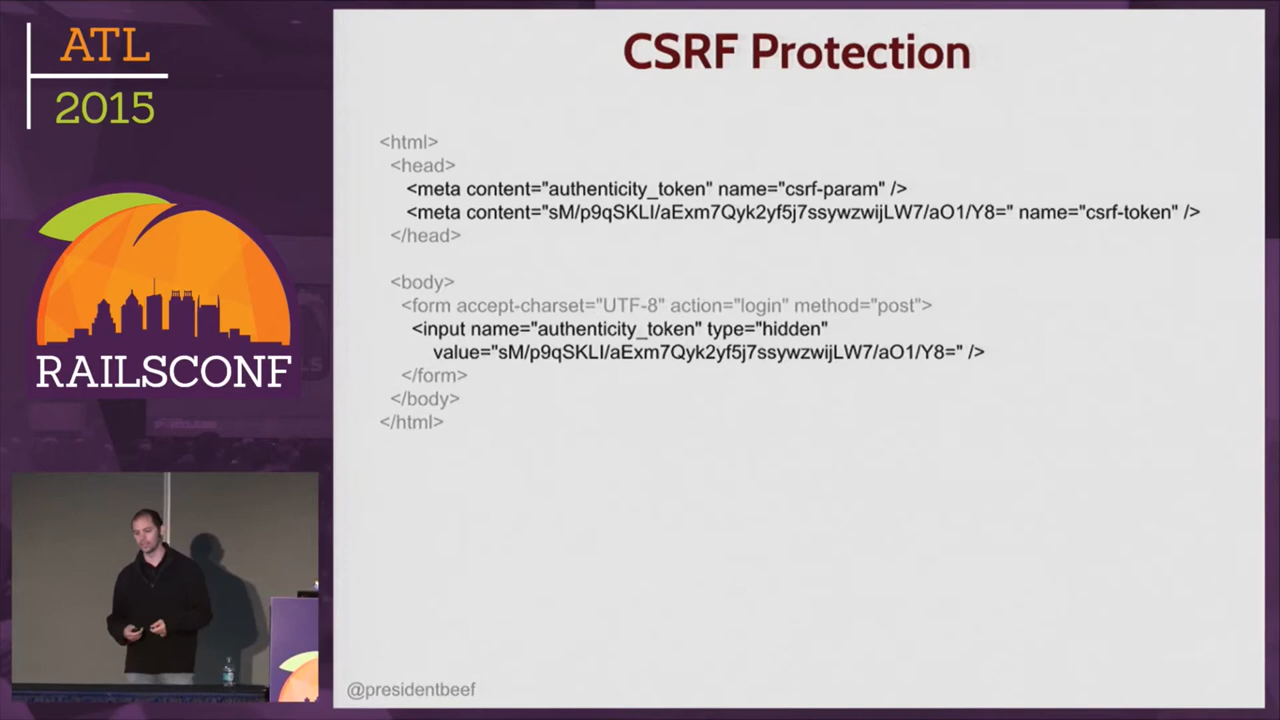 ATL
2015
RAILSCONF
CSRF Protection
<html>
<head>
<meta content="authenticity_token" name="csrf-param" />
<meta content="sM/p9qSKLI/aExm7Qyk2yf5j7ssywzwijLW7/aO1/Y8=" name="csrf-token" />
</head>
<body>
<form accept-charset="UTF-8" action="login" method="post">
<input name="authenticity_token" type="hidden"
value="sM/p9qSKLI/aExm7Qyk2yf5j7ssywzwijLW7/aO1/Y8=" />
</form>
</body>
</html>
@presidentbeef